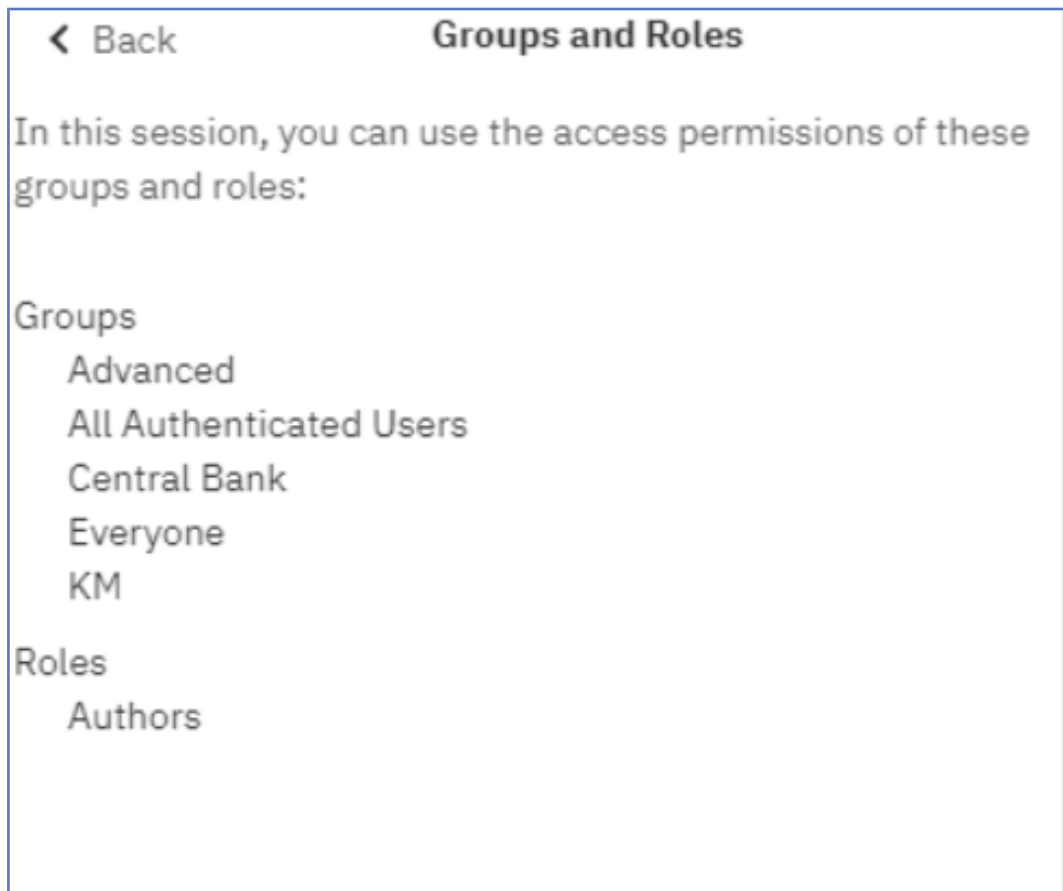 Back
Groups and Roles
In this session, you can use the access permissions of these
groups and roles:
Groups
Advanced
All Authenticated Users
Central Bank
Everyone
KM
Roles
Authors